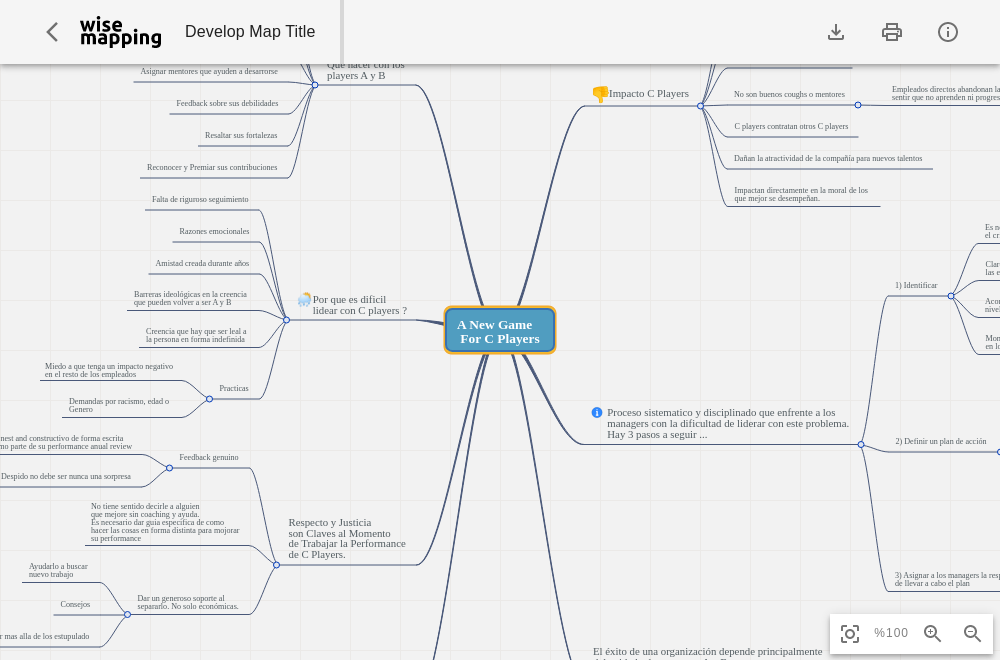 wise
mapping
Develop Map Title
Que hacer con los
players A y B
Asignar mentores que ayuden a desarrorse
Feedback sobre sus debilidades
Resaltar sus fortalezas
Reconocer y Premiar sus contribuciones
Impacto C Players
No son buenos coughs o mentores
Empleados directos abandonan la
sentir que no aprenden ni progres
C players contratan otros C players
Dañan la atractividad de la compañía para nuevos talentos
Impactan directamente en la moral de los
que mejor se desempeñan.
Falta de riguroso seguimiento
Razones emocionales
Amistad creada durante años
Barreras ideológicas en la creencia
que pueden volver a ser A y B
Creencia que hay que ser leal a
la persona en forma indefinida
Por que es dificil
lidear con C players ?
A New Game
For C Players
Miedo a que tenga un impacto negativo
en el resto de los empleados
Practicas
Demandas por racismo, edad o
Genero
1) Identificar
Es n
el cr
Clar
las e
Acor
nivel
Mon
en lo
Proceso sistematico y disciplinado que enfrente a los
managers con la dificultad de liderar con este problema.
Hay 3 pasos a seguir ...
2) Definir un plan de acción
3) Asignar a los managers la resp
de llevar a cabo el plan
nest and constructivo de forma escrita
mo parte de su performance anual review
Feedback genuino
Despido no debe ser nunca una sorpresa
No tiene sentido decirle a alguien
que mejore sin coaching y ayuda.
Es necesario dar guia especifica de como
hacer las cosas en forma distinta para mojorar
su performance
Respecto y Justicia
son Claves al Momento
de Trabajar la Performance
de C Players.
Ayudarlo a buscar
nuevo trabajo
Consejos
Dar un generoso soporte al
separarlo. No solo económicas.
r mas alla de los estupulado
El éxito de una organización depende principalmente
%100